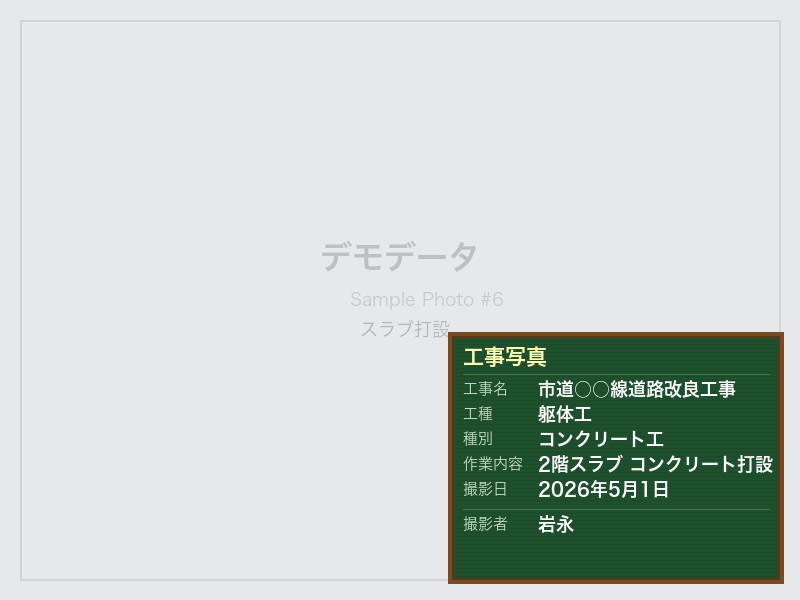 デモデータ
Sample Photo #6
スラブ打設
工事写真
工事名 市道○○線道路改良工事
工種 躯体工
種別 コンクリート工
作業内容 2階スラブ コンクリート打設
撮影日 2026年5月1日
撮影者 岩永